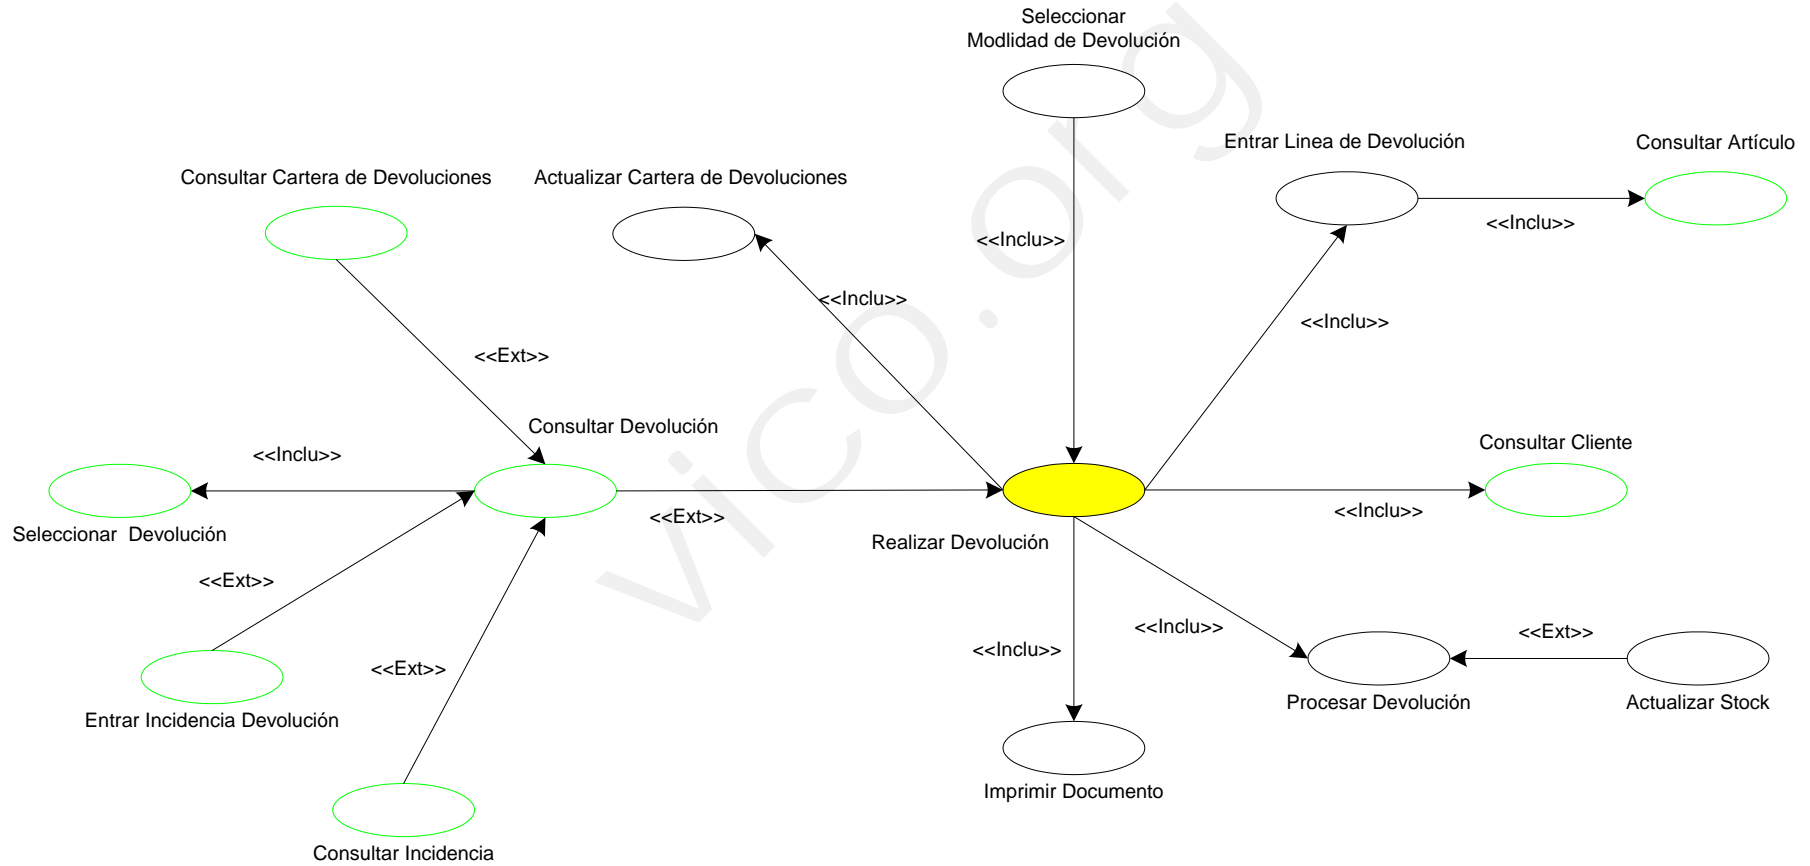 Seleccionar
Modlidad de Devolución
Entrar Linea de Devolución
Consultar Artículo
Consultar Cartera de Devoluciones
Actualizar Cartera de Devoluciones
<<Inclu>>
<<Inclu>>
<<Inclu>>
<<Inclu>>
<<Ext>>
Consultar Devolución
Consultar Cliente
<<Inclu>>
<<Inclu>>
<<Ext>>
Seleccionar Devolución
Realizar Devolución
<<Ext>>
<<Inclu>>
<<Ext>>
<<Inclu>>
<<Ext>>
Procesar Devolución
Actualizar Stock
Entrar Incidencia Devolución
Imprimir Documento
Consultar Incidencia
vico.org